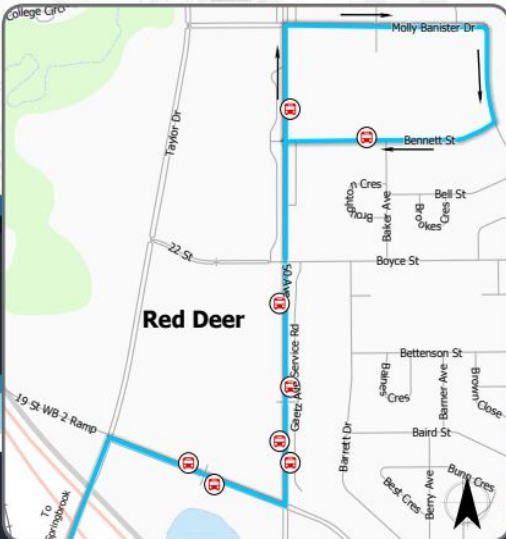 College Circ
Molly Banister Dr
Taylor Dr
Bennett St
Broughton Cres
Baker Ave
Bell St
Brookes Cres
22 St
50 Ave
Boyce St
Red Deer
Gaetz Ave Service Rd
Bettenson St
Baines Cres
Barner Ave
Brown Close
19 St WB 2 Ramp
Barrett Dr
Baird St
Best Cres
Berry Ave
Bunn Cres
To Springbrook